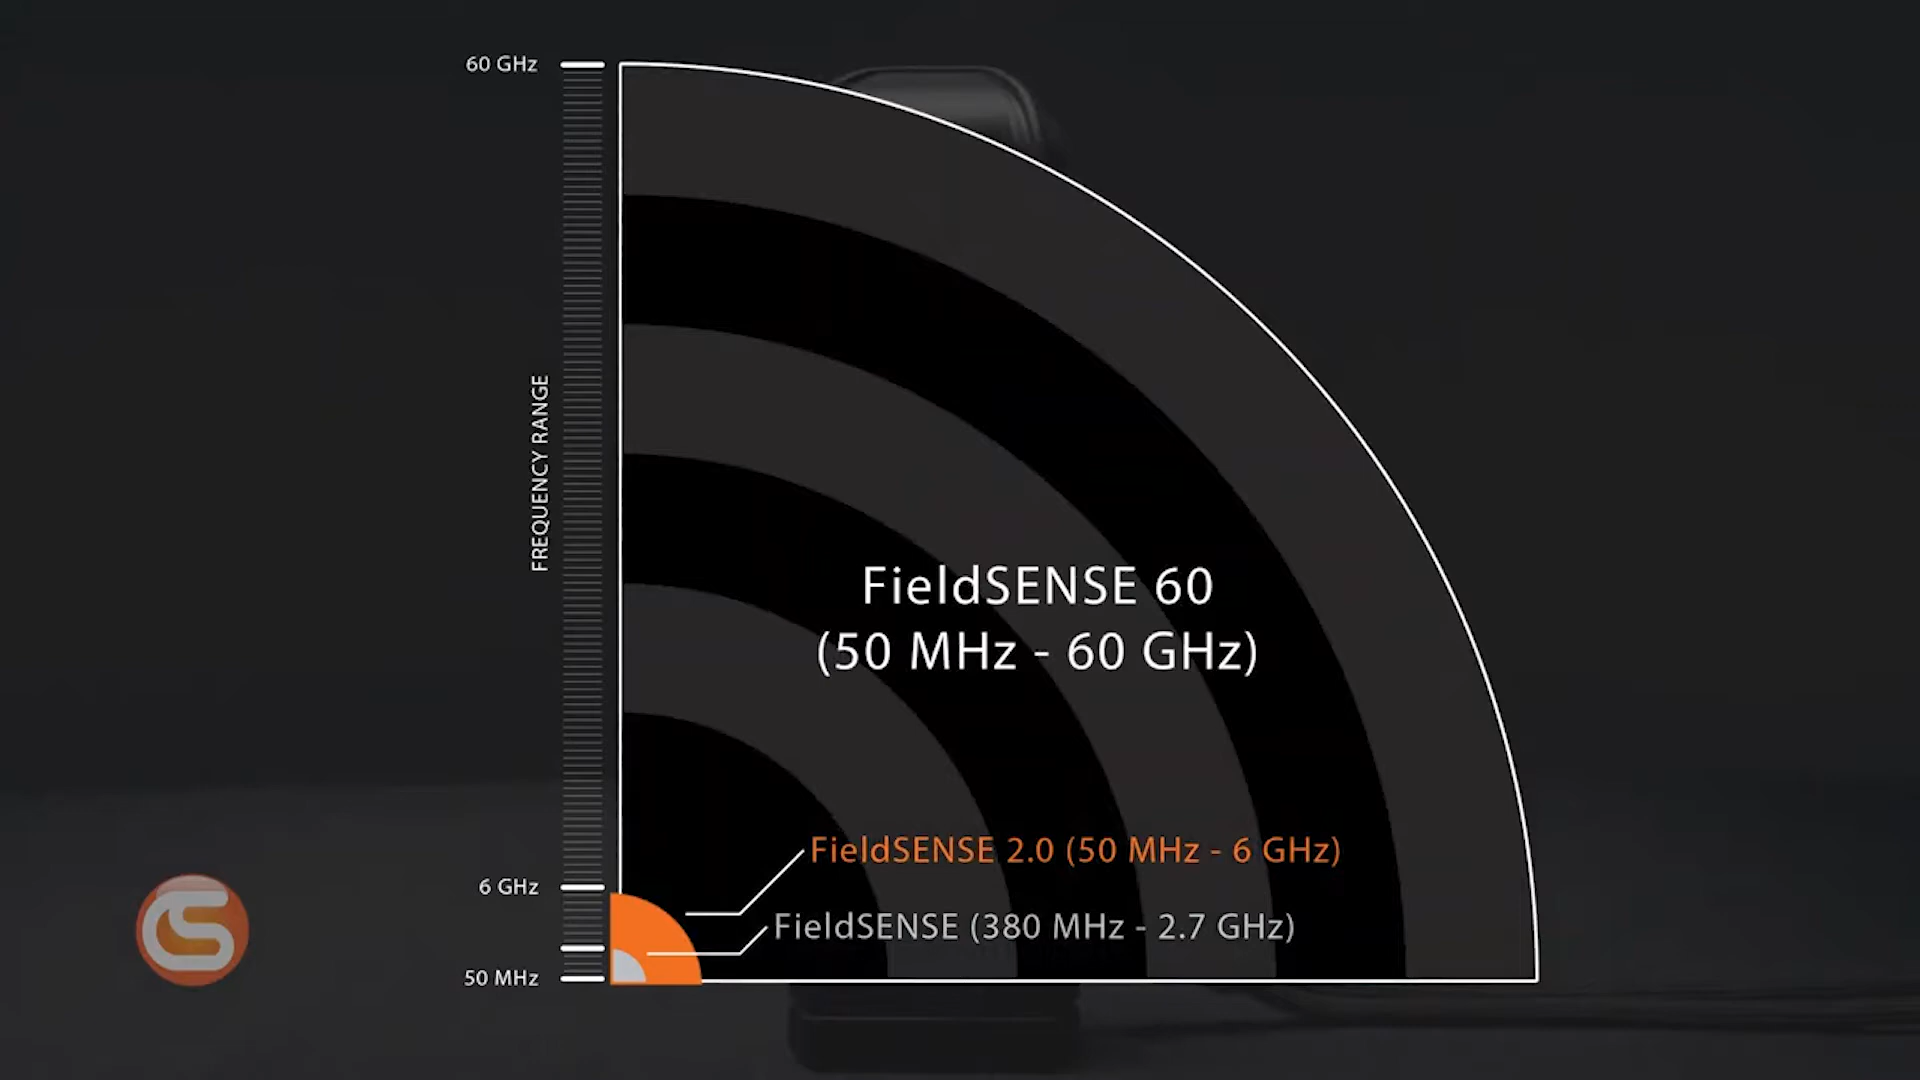 60 GHz
FREQUENCY RANGE
FieldSENSE 60
(50 MHz - 60 GHz)
FieldSENSE 2.0 (50 MHz - 6 GHz)
6 GHz
FieldSENSE (380 MHz - 2.7 GHz)
50 MHz